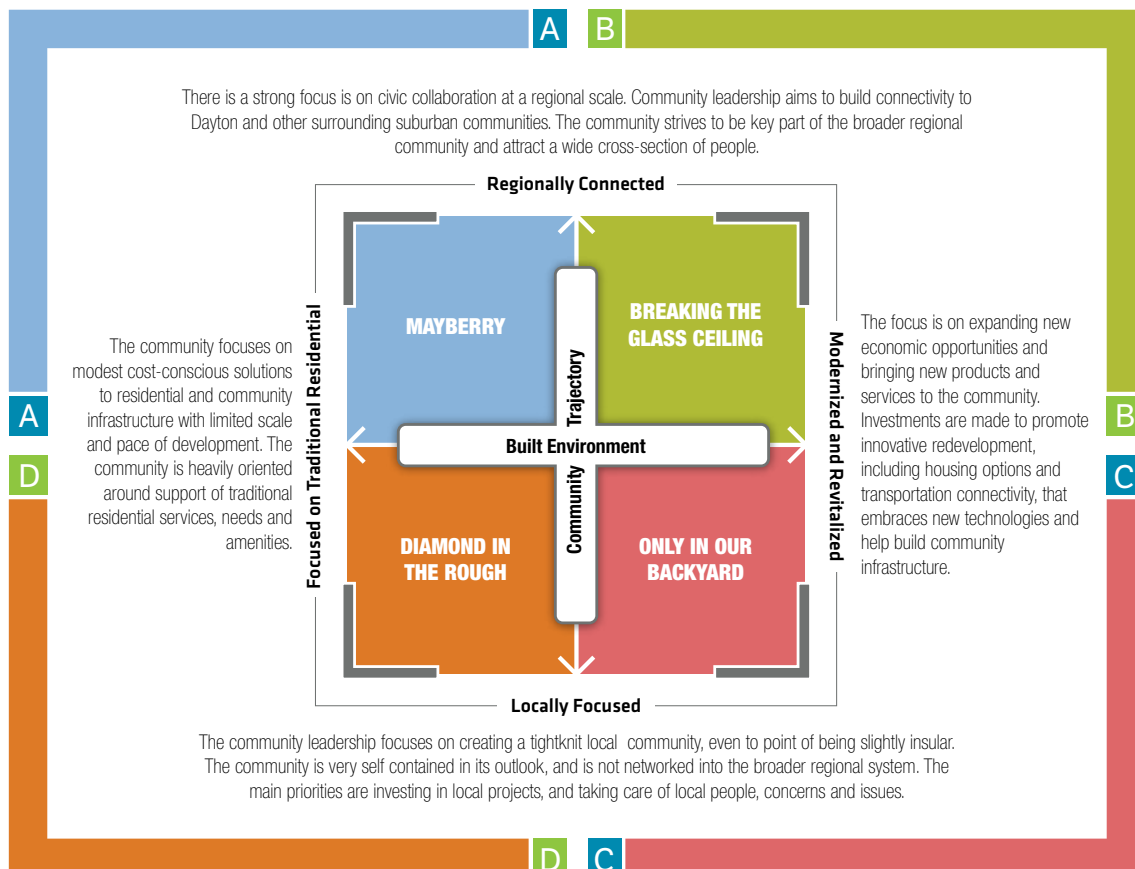 A B
There is a strong focus is on civic collaboration at a regional scale. Community leadership aims to build connectivity to
Dayton and other surrounding suburban communities. The community strives to be key part of the broader regional
community and attract a wide cross-section of people.
Regionally Connected
MAYBERRY
BREAKING THE
GLASS CEILING
Focused on Traditional Residential
The community focuses on
modest cost-conscious solutions
to residential and community
infrastructure with limited scale
and pace of development. The
community is heavily oriented
around support of traditional
residential services, needs and
amenities.
A
D
Community Trajectory
Built Environment
Modernized and Revitalized
The focus is on expanding new
economic opportunities and
bringing new products and
services to the community.
Investments are made to promote
innovative redevelopment,
including housing options and
transportation connectivity, that
embraces new technologies and
help build community
infrastructure.
B
C
DIAMOND IN
THE ROUGH
ONLY IN OUR
BACKYARD
Locally Focused
The community leadership focuses on creating a tightknit local community, even to point of being slightly insular.
The community is very self contained in its outlook, and is not networked into the broader regional system. The
main priorities are investing in local projects, and taking care of local people, concerns and issues.
D C